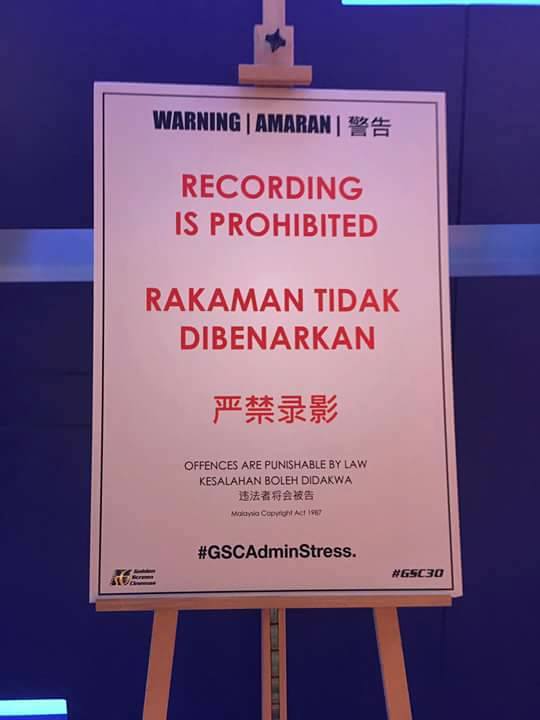 WARNING | AMARAN | 警告
RECORDING
IS PROHIBITED
RAKAMAN TIDAK
DIBENARKAN
严禁录影
OFFENCES ARE PUNISHABLE BY LAW
KESALAHAN BOLEH DIDAKWA
违法者将会被告
Malaysia Copyright Act 1987
#GSCAdminStress.
Golden
Screen
Cinemas
#GSC30